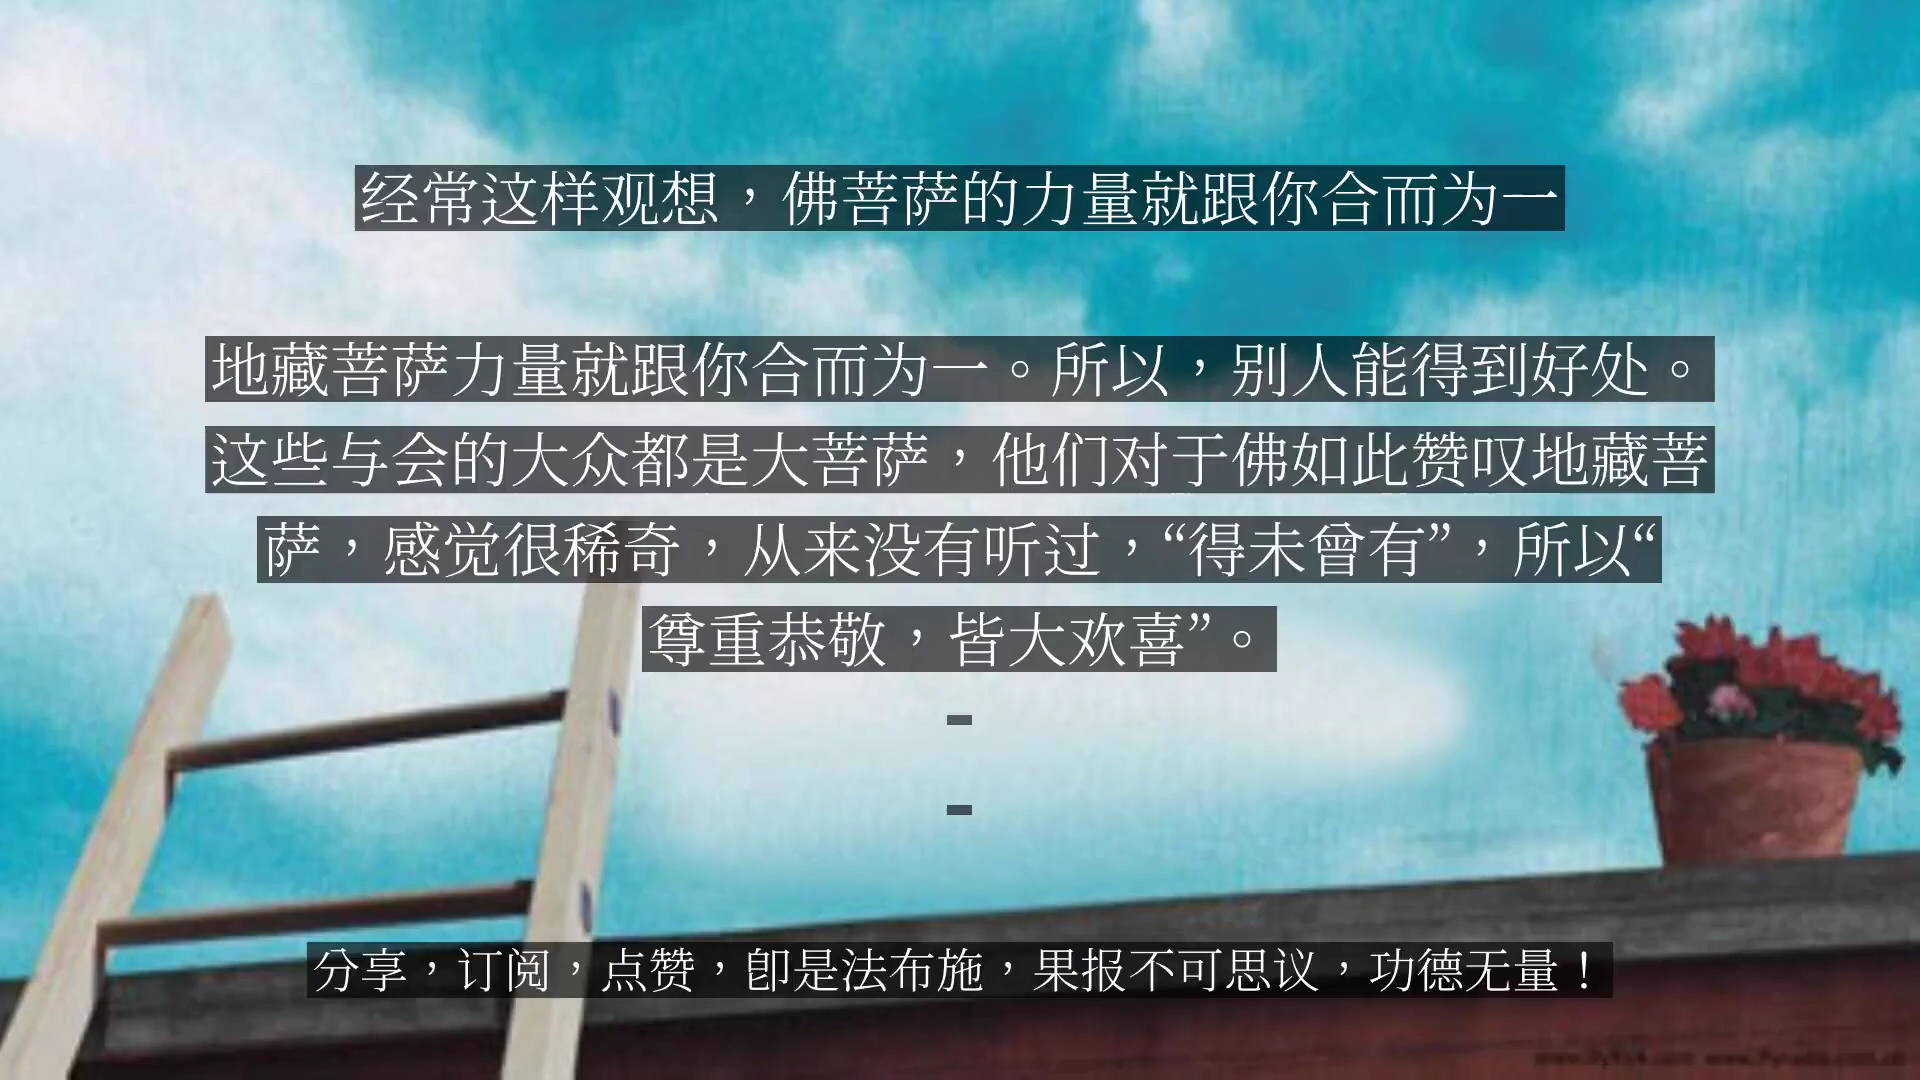 经常这样观想，佛菩萨的力量就跟你合而为一
地藏菩萨力量就跟你合而为一。所以，别人能得到好处。
这些与会的大众都是大菩萨，他们对于佛如此赞叹地藏菩
萨，感觉很稀奇，从来没有听过，“得未曾有”，所以“
尊重恭敬，皆大欢喜”。
分享，订阅，点赞，即是法布施，果报不可思议，功德无量！